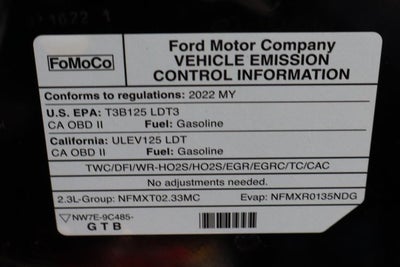 FoMoCo
Ford Motor Company
VEHICLE EMISSION
CONTROL INFORMATION
Conforms to regulations: 2022 MY
U.S. EPA: T3B125 LDT3
CA OBD II Fuel: Gasoline
California: ULEV125 LDT
CA OBD II Fuel: Gasoline
TWC/DFI/WR-HO2S/HO2S/EGR/EGRC/TC/CAC
No adjustments needed.
2.3L-Group: NFMXT02.33MC Evap: NFMXR0135NDG
NW7E-9C485-
GTB